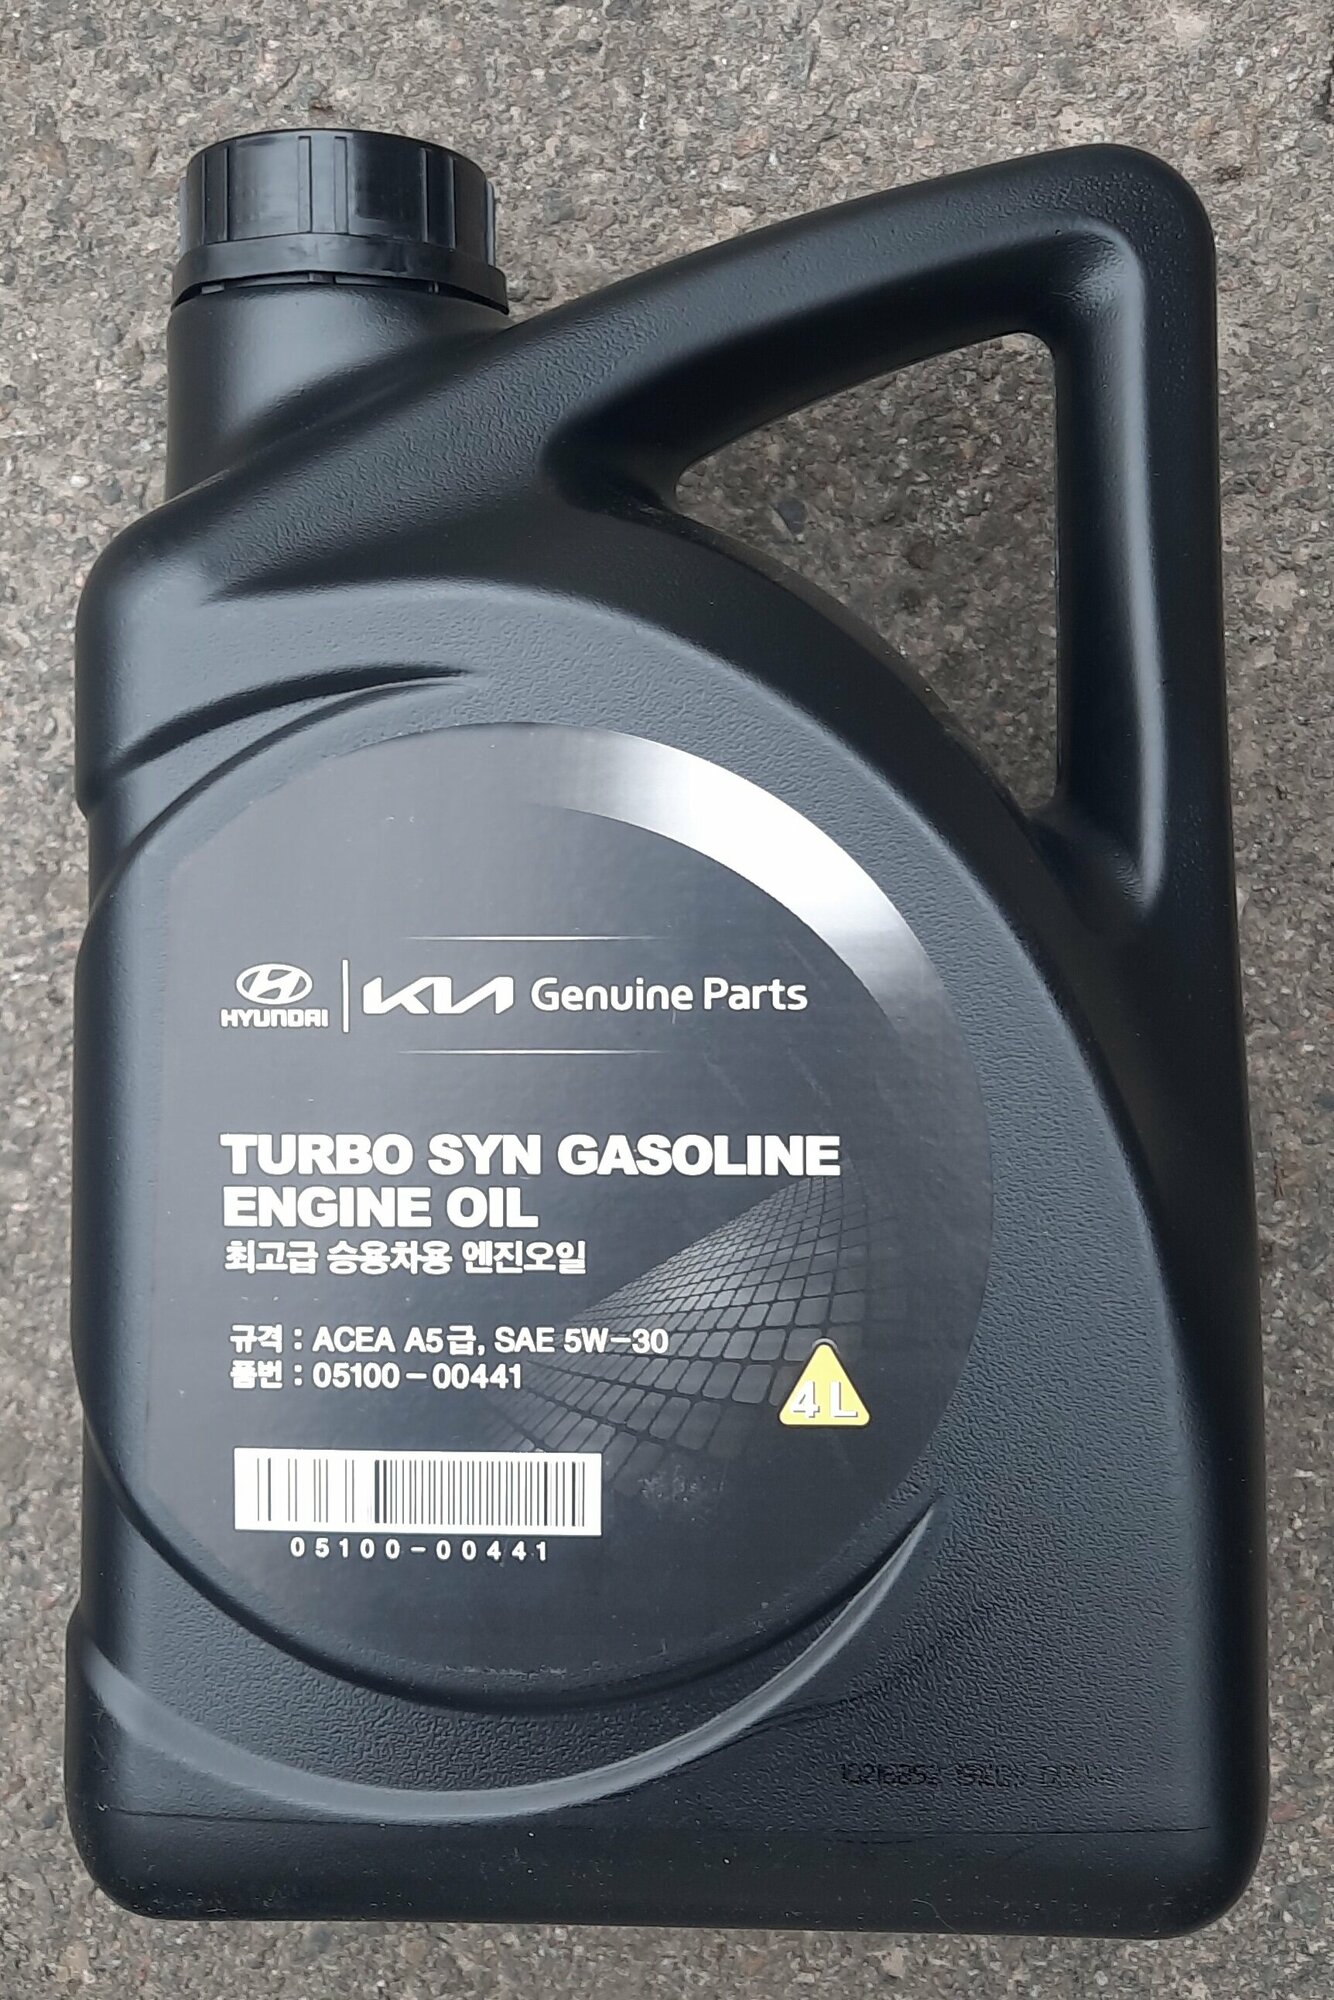 HYUNDAI KIA Genuine Parts
TURBO SYN GASOLINE
ENGINE OIL
최고급 승용차용 엔진오일
규격 : ACEA A5급, SAE 5W-30
품번 : 05100-00441
4 L
05100-00441